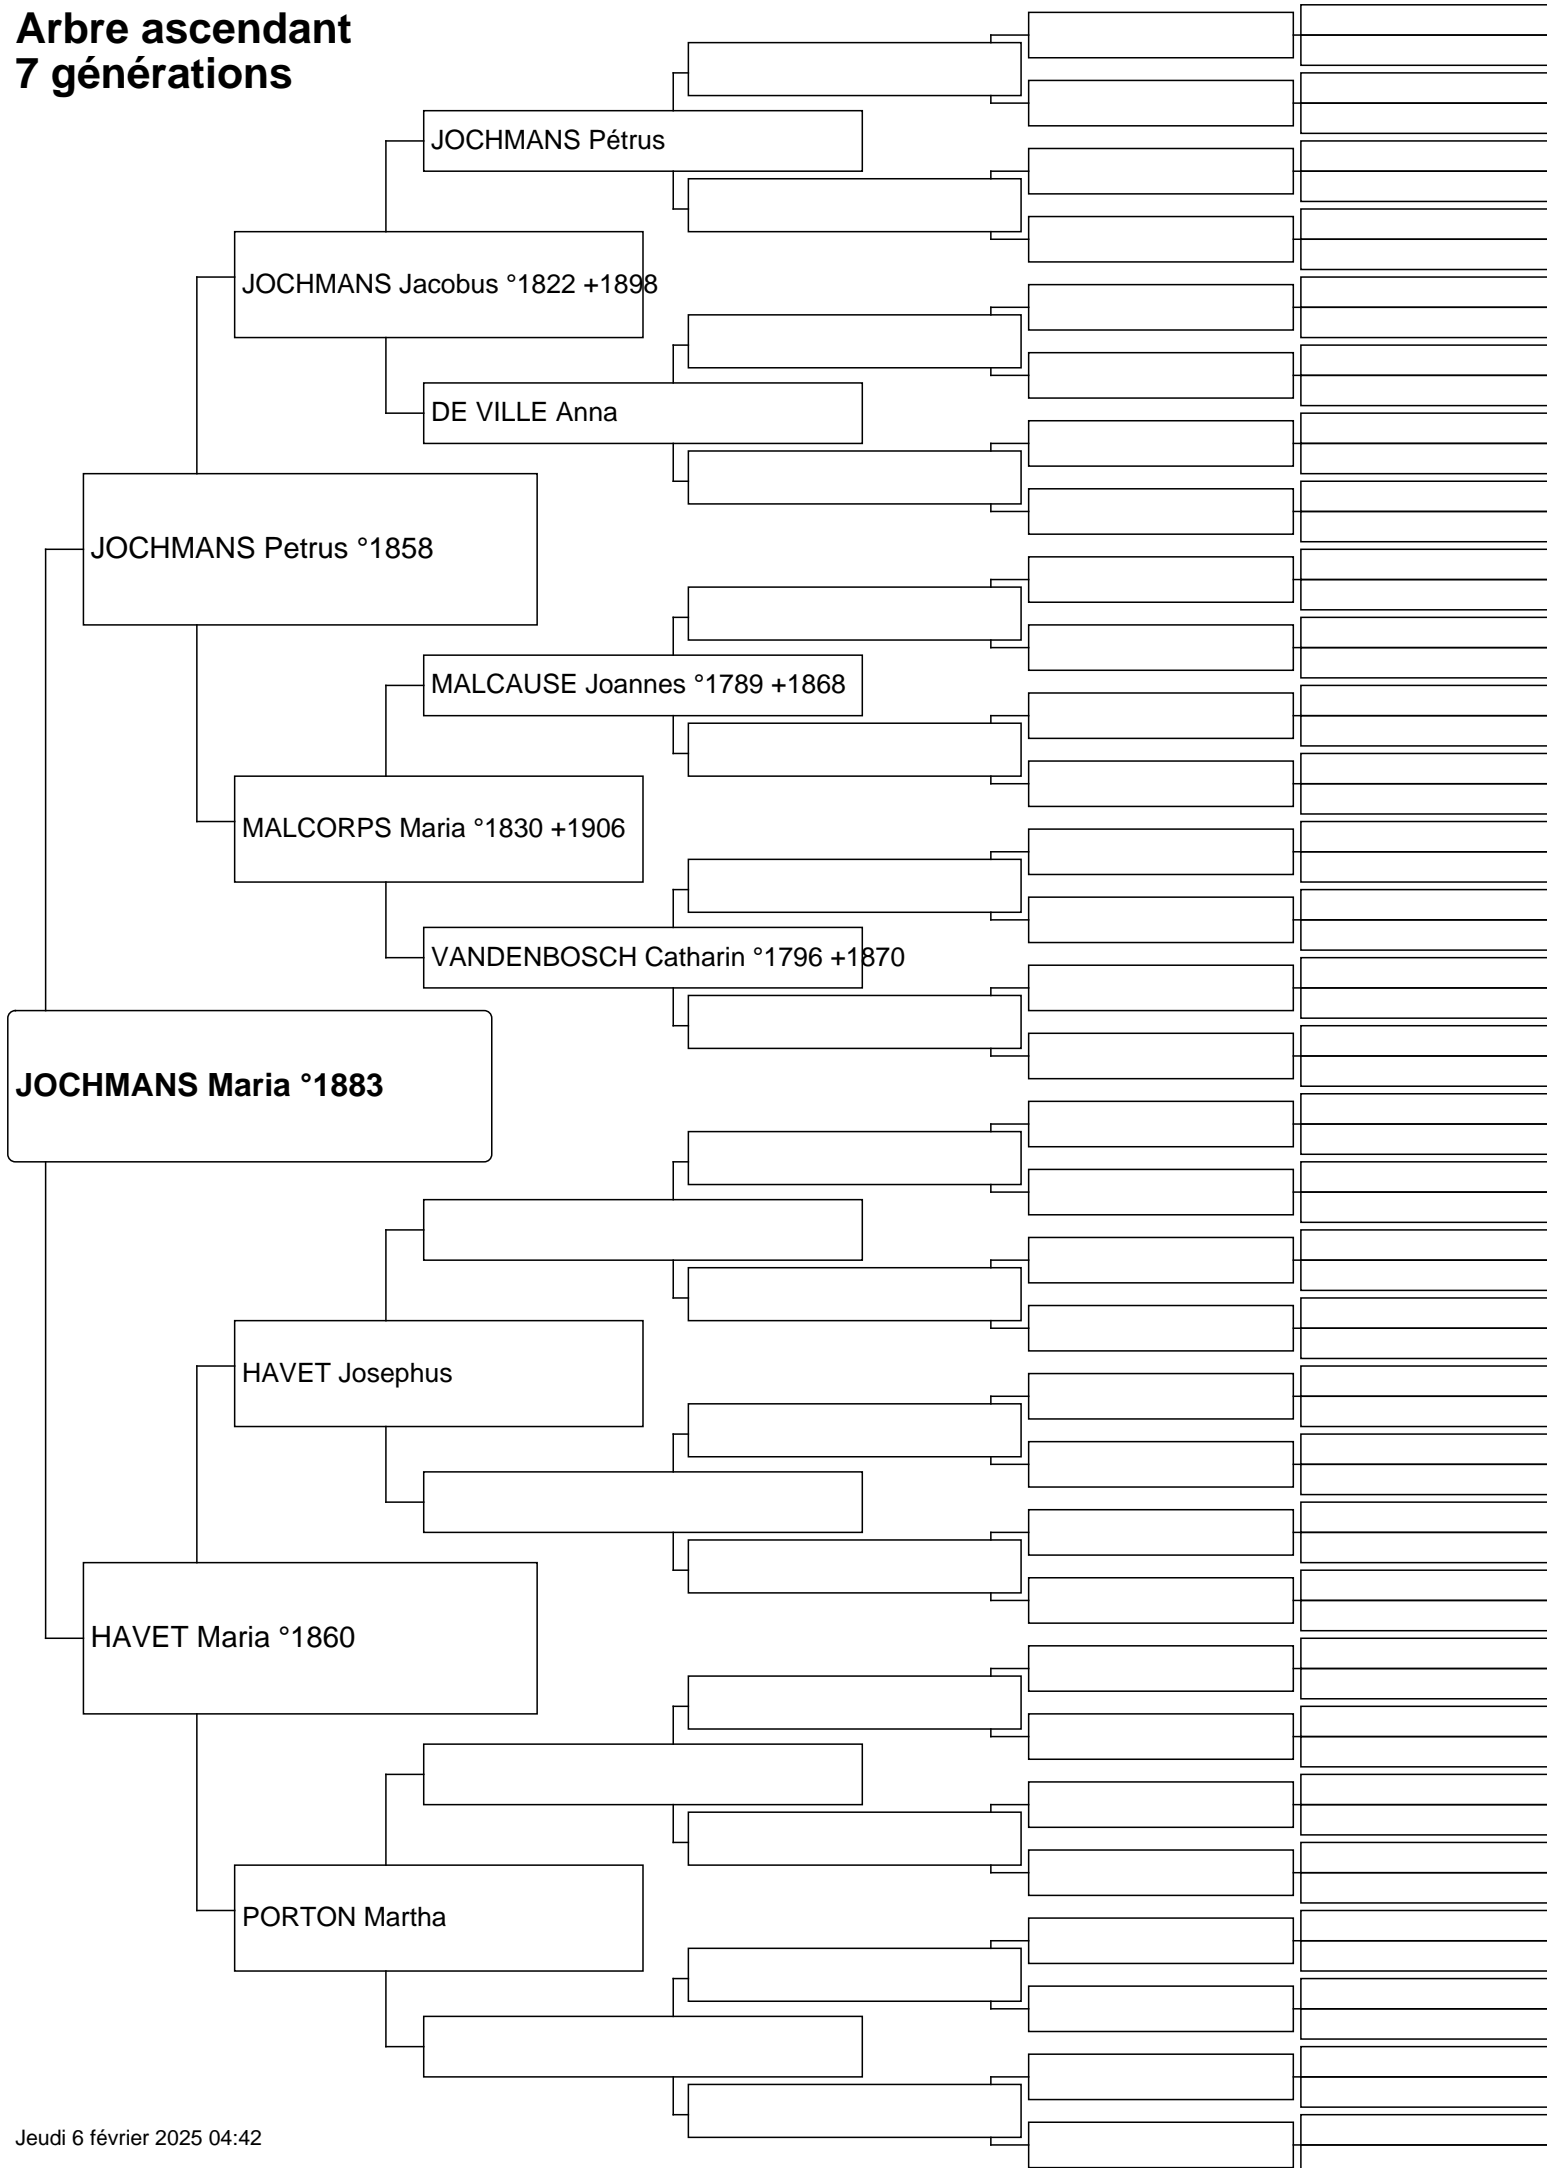 Arbre ascendant
7 générations
JOCHMANS Pétrus
JOCHMANS Jacobus °1822 +1898
DE VILLE Anna
JOCHMANS Petrus °1858
MALCAUSE Joannes °1789 +1868
MALCORPS Maria °1830 +1906
VANDENBOSCH Catharin °1796 +1870
JOCHMANS Maria °1883
HAVET Josephus
HAVET Maria °1860
PORTON Martha
Jeudi 6 février 2025 04:42